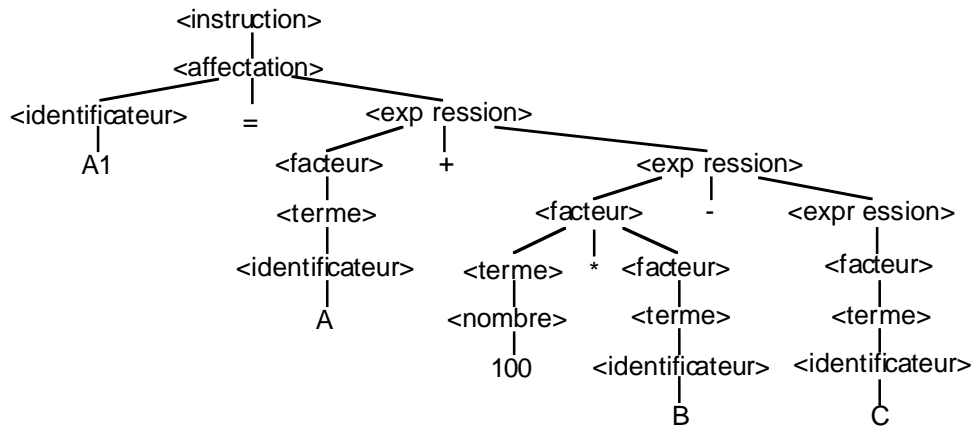 <instruction>
<affectation>
<identificateur> = <exp ression>
A1 <facteur> + <exp ression>
<terme> <facteur> - <expr ession>
<identificateur> <terme> * <facteur> <facteur>
A <nombre> <terme> <terme>
100 <identificateur> <identificateur>
B C